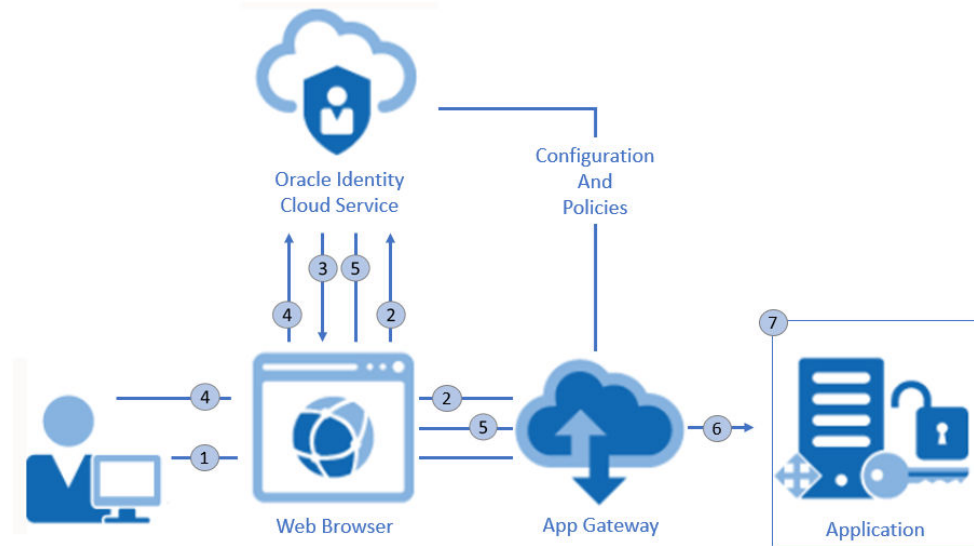 Oracle Identity
Cloud Service
Configuration
And
Policies
3
5
4
2
7
4
2
5
6
1
Web Browser
App Gateway
Application